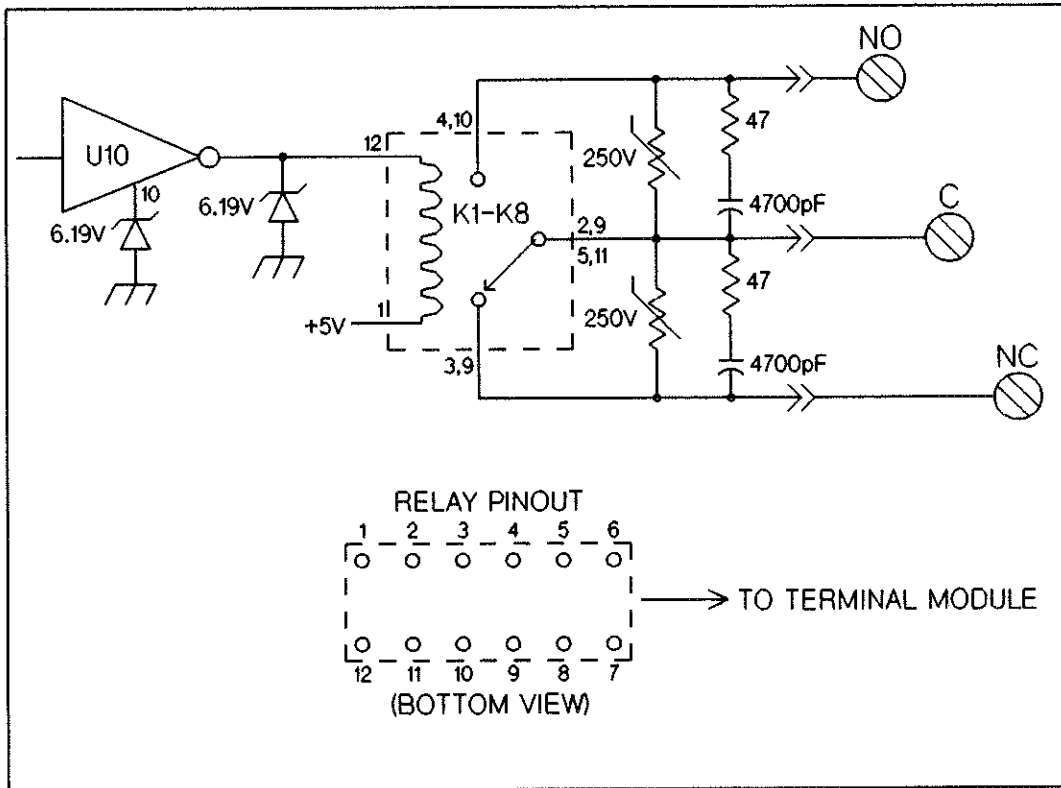 NO
4,10
47
U10
12
250V
10
6.19V
6.19V
K1-K8
4700pF
C
2,9
5,11
47
1
250V
+5V
3,9
4700pF
NC
RELAY PINOUT
1 2 3 4 5 6
TO TERMINAL MODULE
12 11 10 9 8 7
(BOTTOM VIEW)